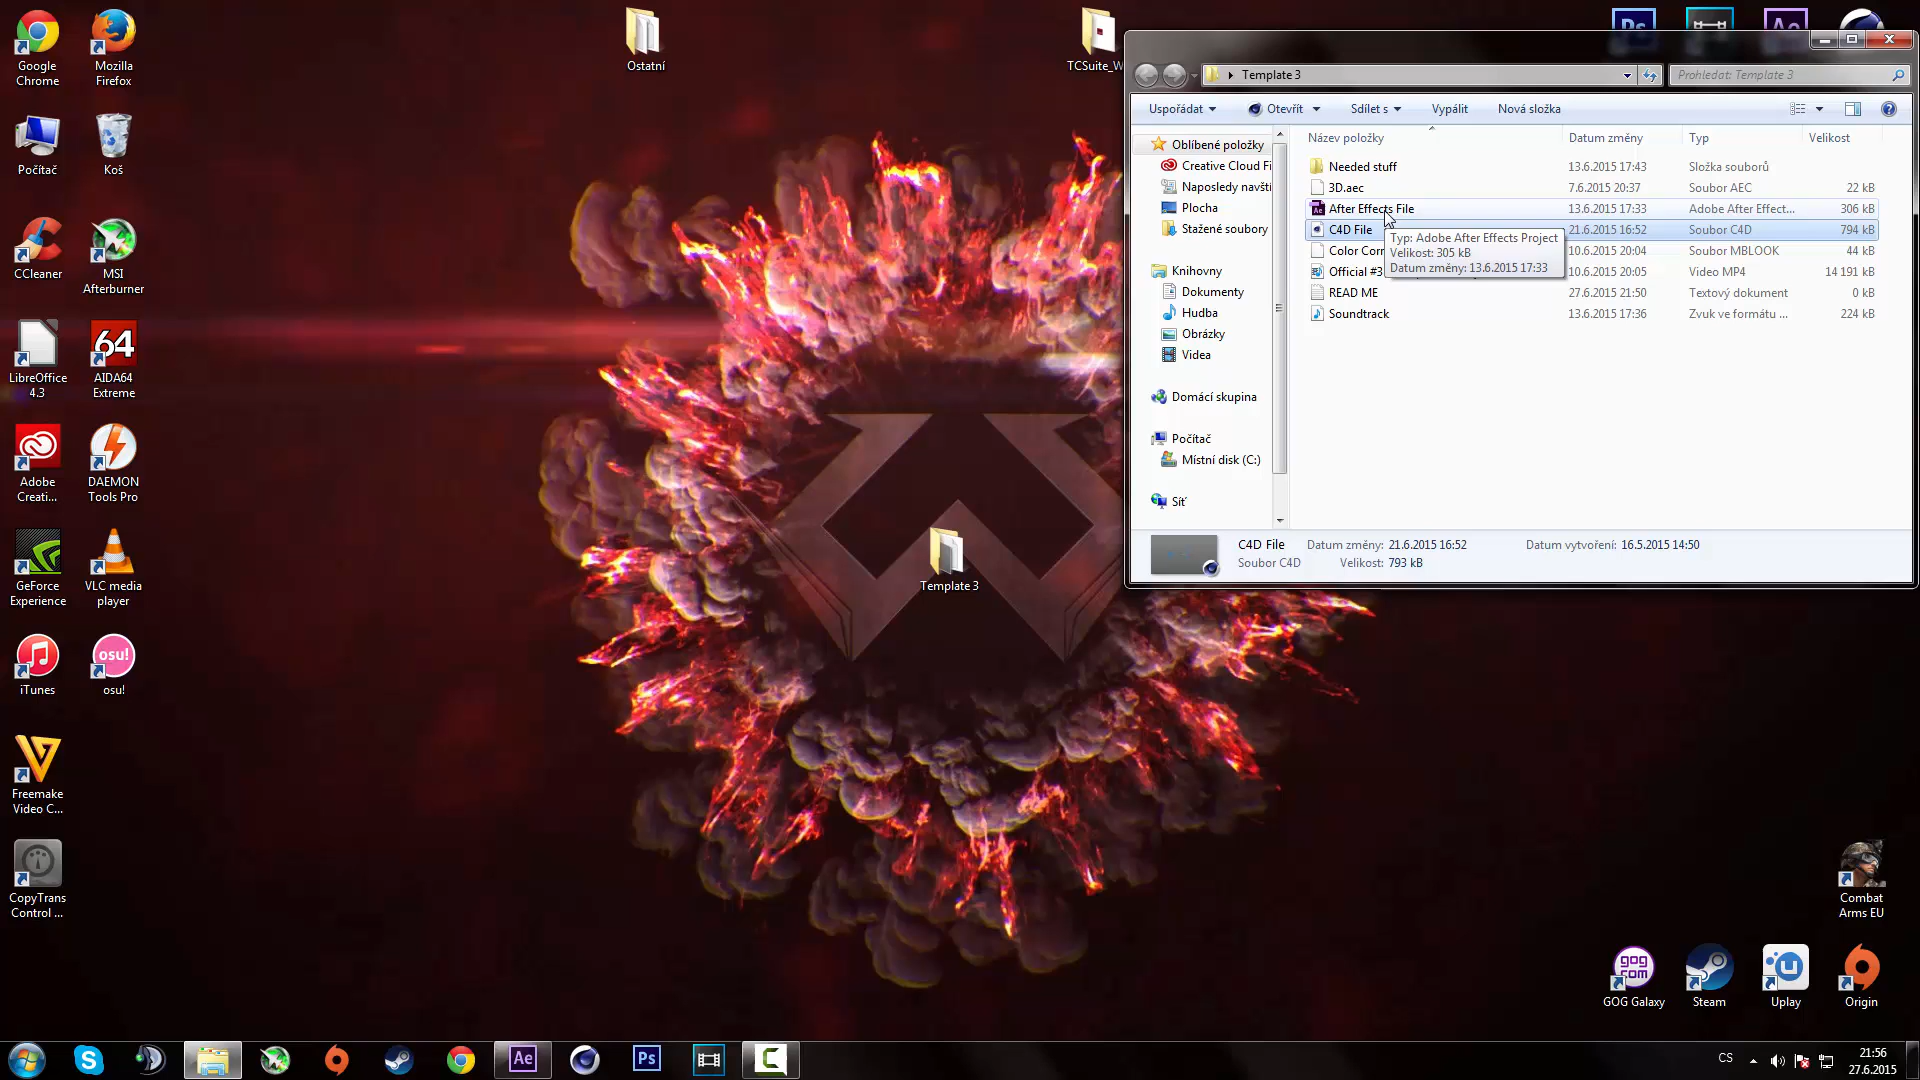 Google
Chrome
Mozilla
Firefox
Ostatní
TCSuite_W
Ps
Ae
Počítač
Koš
CCleaner
MSI
Afterburner
LibreOffice
4.3
64
AIDA64
Extreme
Adobe
Creati...
DAEMON
Tools Pro
GeForce
Experience
VLC media
player
iTunes
osu!
osu!
Freemake
Video C...
CopyTrans
Control ...
Template 3
Template 3
Prohledat: Template 3
Uspořádat
Otevřít
Sdílet s
Vypálit
Nová složka
Oblíbené položky
Creative Cloud Fi
Naposledy navšti
Plocha
Stažené soubory
Knihovny
Dokumenty
Hudba
Obrázky
Videa
Domácí skupina
Počítač
Místní disk (C:)
Síť
Název položky Datum změny Typ Velikost
Needed stuff 13.6.2015 17:43 Složka souborů
3D.aec 7.6.2015 20:37 Soubor AEC 22 kB
After Effects File 13.6.2015 17:33 Adobe After Effect... 306 kB
C4D File 21.6.2015 16:52 Soubor C4D 794 kB
Color Corr 10.6.2015 20:04 Soubor MBLOOK 44 kB
Official #3 10.6.2015 20:05 Video MP4 14 191 kB
READ ME 27.6.2015 21:50 Textový dokument 0 kB
Soundtrack 13.6.2015 17:36 Zvuk ve formátu ... 224 kB
Typ: Adobe After Effects Project
Velikost: 305 kB
Datum změny: 13.6.2015 17:33
C4D File Datum změny: 21.6.2015 16:52 Datum vytvoření: 16.5.2015 14:50
Soubor C4D Velikost: 793 kB
Combat
Arms EU
gog
com
GOG Galaxy
Steam
Uplay
Origin
Ae
Ps
CS
21:56
27.6.2015